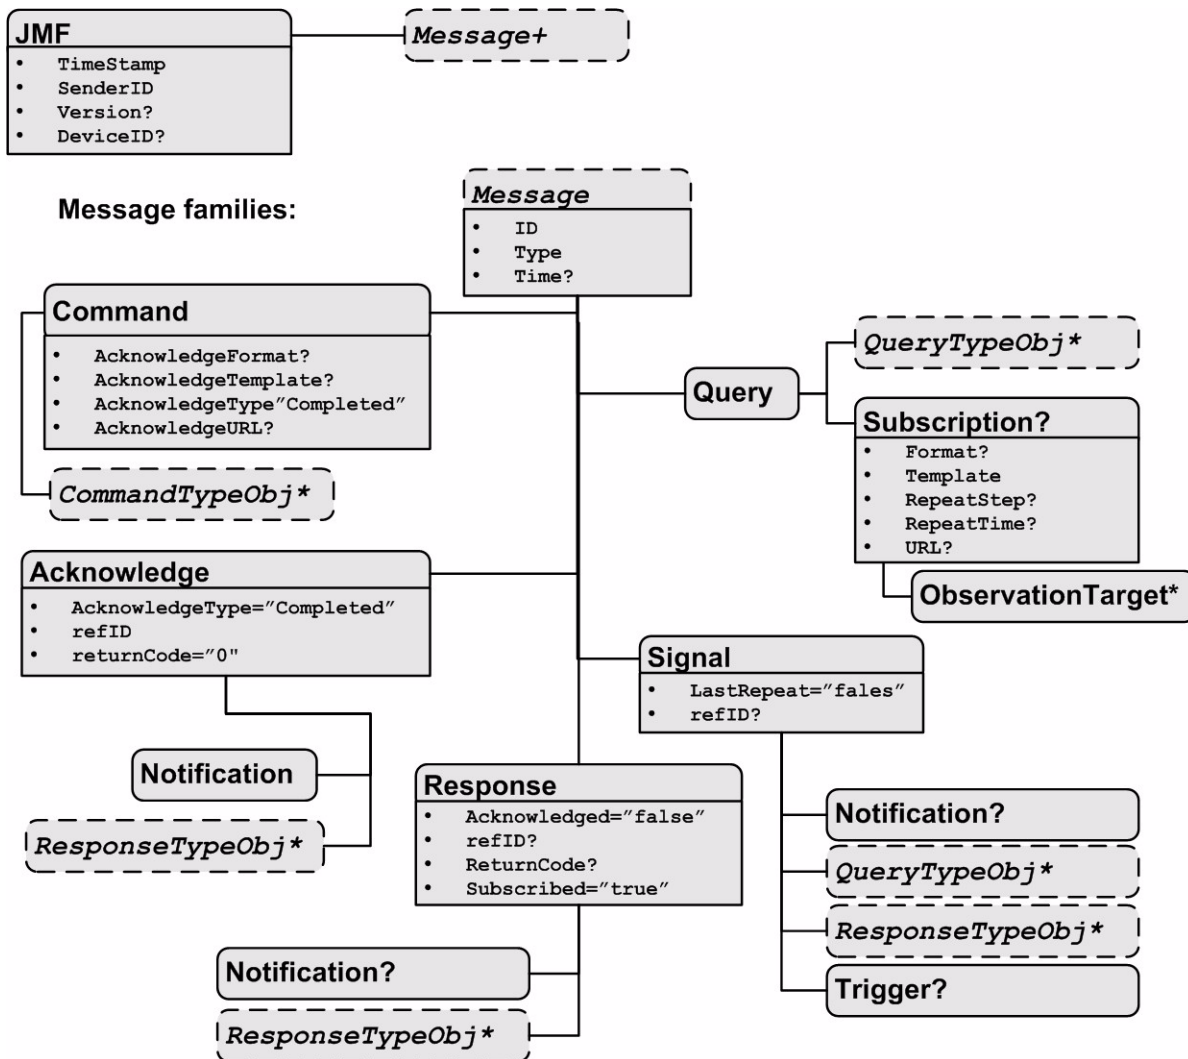 JMF
• TimeStamp
• SenderID
• Version?
• DeviceID?
Message+
Message families:
Message
• ID
• Type
• Time?
Command
• AcknowledgeFormat?
• AcknowledgeTemplate?
• AcknowledgeType”Completed”
• AcknowledgeURL?
CommandTypeObj*
Query
QueryTypeObj*
Subscription?
• Format?
• Template
• RepeatStep?
• RepeatTime?
• URL?
ObservationTarget*
Acknowledge
• AcknowledgeType=”Completed”
• refID
• returnCode=”0"
Notification
ResponseTypeObj*
Signal
• LastRepeat=”fales”
• refID?
Response
• Acknowledged=”false”
• refID?
• ReturnCode?
• Subscribed=”true”
Notification?
ResponseTypeObj*
Notification?
QueryTypeObj*
ResponseTypeObj*
Trigger?